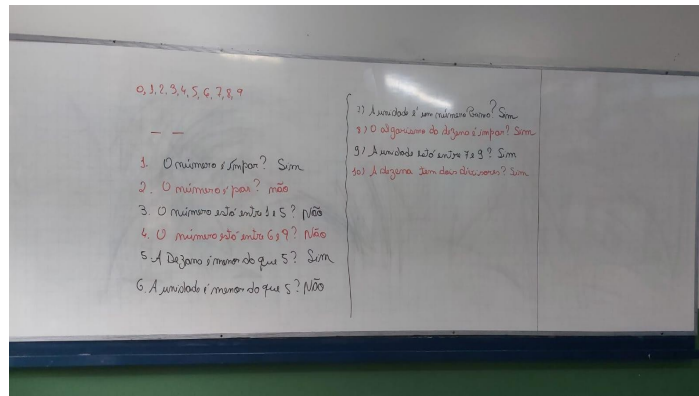 0,1,2,3,4,5,6,7,8,9
_ _
1. O número é Ímpar? Sim
2. O número é par? não
3. O número está entre 1 e 5? Não
4. O número está entre 6 e 9? Não
5. A Dezena é menor do que 5? Sim
6. A unidade é menor do que 5? Não
7) A unidade é um número Primo? Sim
8) O algarismo da dezena é ímpar? Sim
9) A unidade está entre 7 e 9? Sim
10) A dezena tem dois divisores? Sim